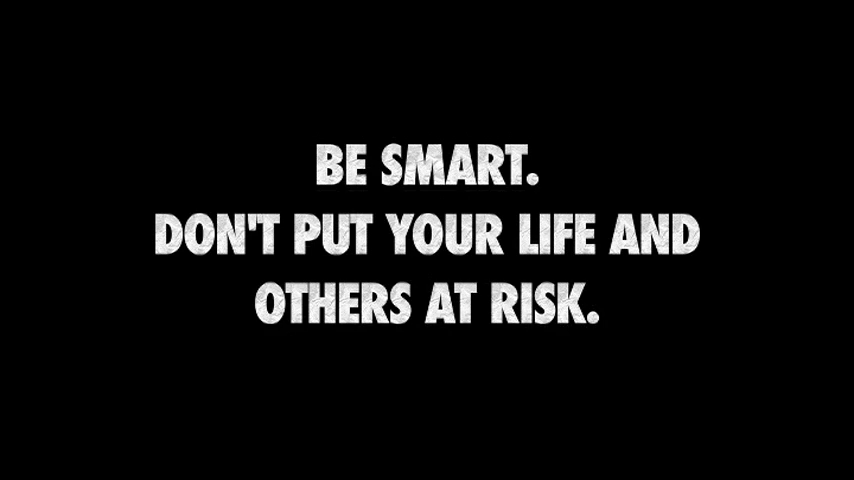 BE SMART.
DON'T PUT YOUR LIFE AND
OTHERS AT RISK.